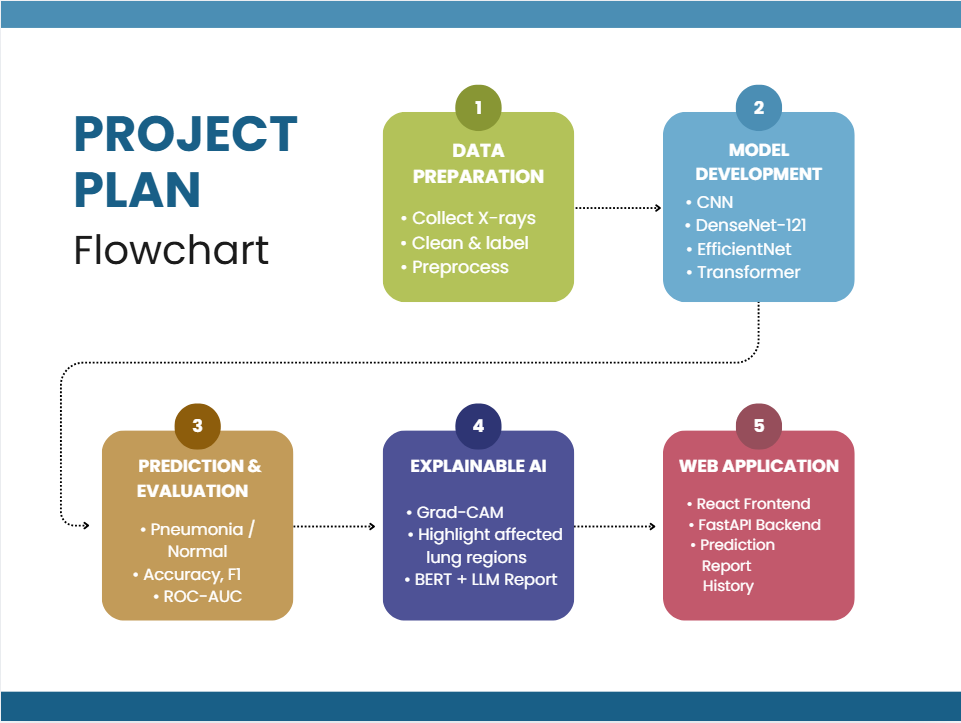 PROJECT
PLAN
Flowchart
1
DATA
PREPARATION
• Collect X-rays
• Clean & label
• Preprocess
2
MODEL
DEVELOPMENT
• CNN
• DenseNet-121
• EfficientNet
• Transformer
3
PREDICTION &
EVALUATION
• Pneumonia /
Normal
• Accuracy, F1
• ROC-AUC
4
EXPLAINABLE AI
• Grad-CAM
• Highlight affected
lung regions
• BERT + LLM Report
5
WEB APPLICATION
• React Frontend
• FastAPI Backend
• Prediction
Report
History